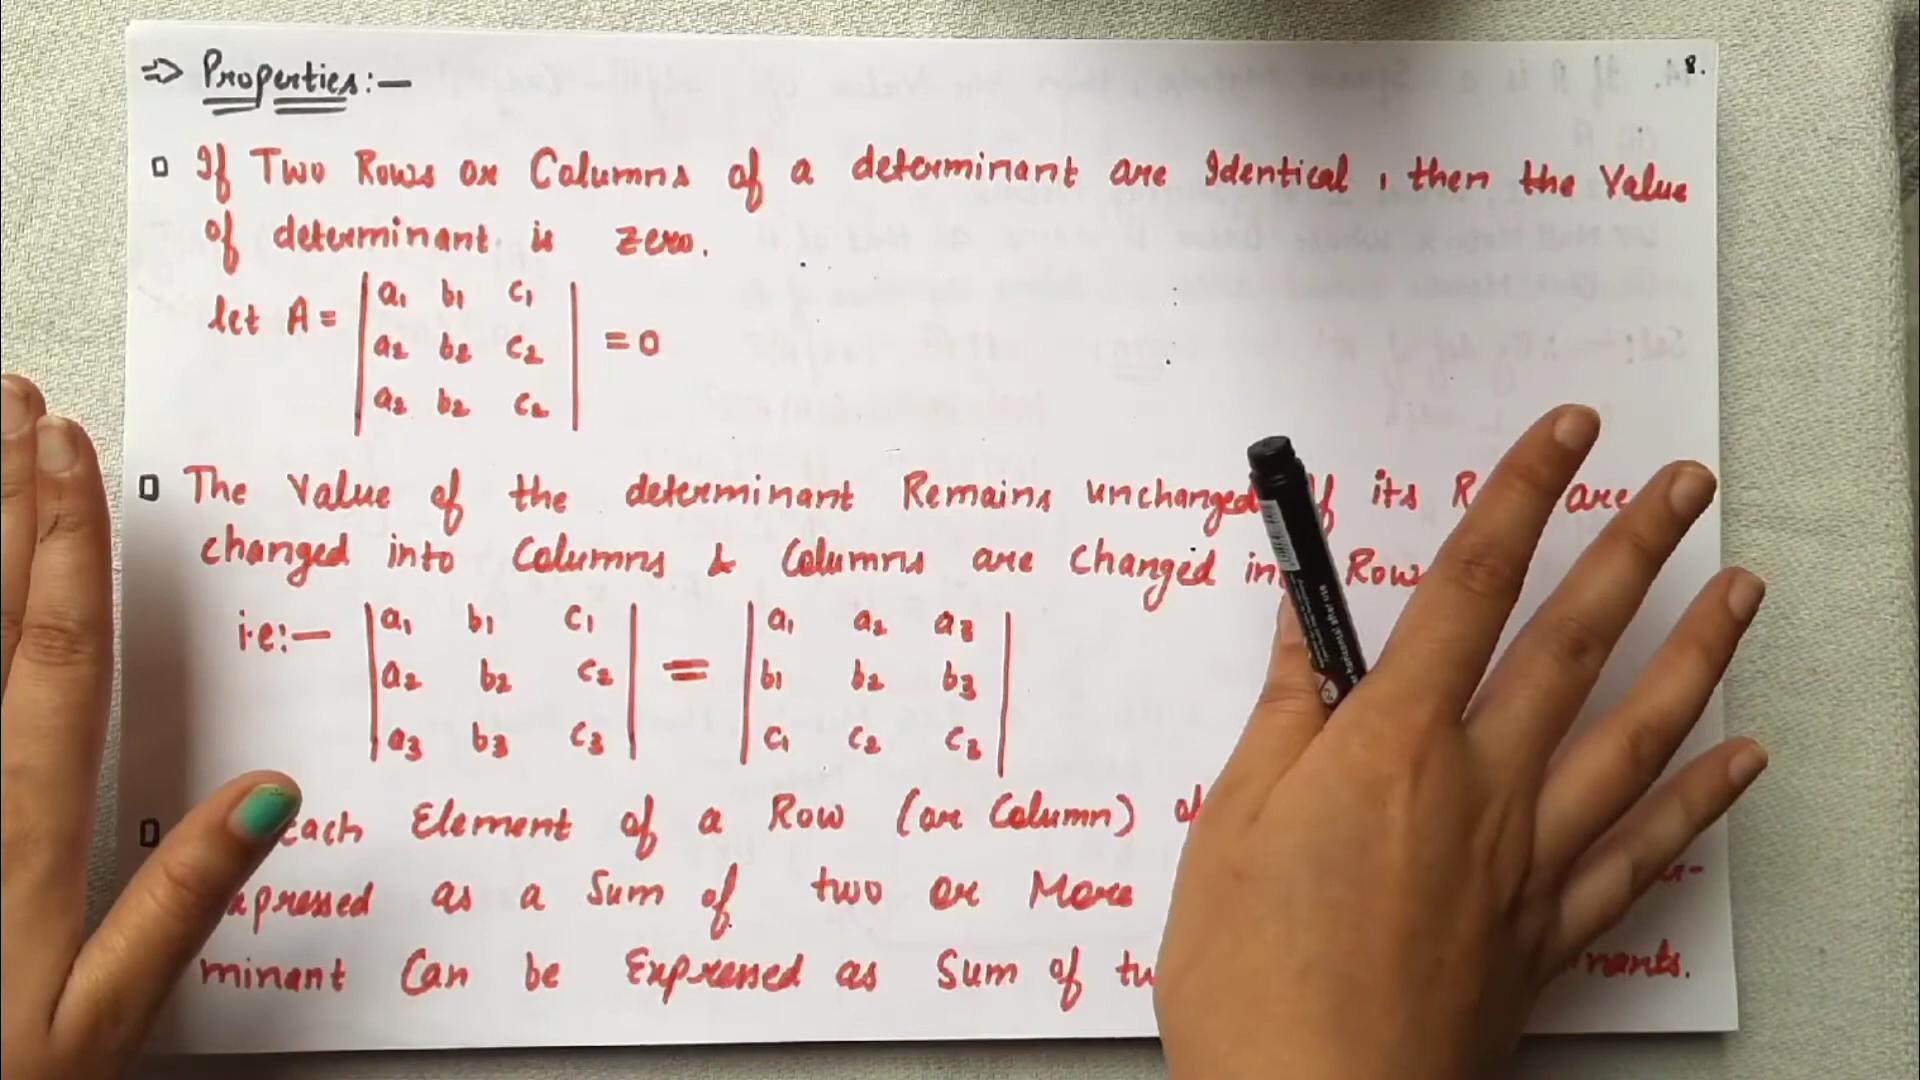 ⇒ Properties:—
8.
▯ If Two Rows or Columns of a determinant are Identical, then the Value
of determinant is zero.
let A = | a₁ b₁ c₁ |
| a₂ b₂ c₂ | = 0
| a₂ b₂ c₂ |
▯ The Value of the determinant Remains unchanged if its are
changed into Columns & Columns are Changed Rows
i.e:— | a₁ b₁ c₁ | | a₁ a₂ a₃ |
| a₂ b₂ c₂ | = | b₁ b₂ b₃ |
| a₃ b₃ c₃ | | c₁ c₂ c₃ |
▯ Each Element of a Row (or Column) of
as a Sum of two or More
minant Can be Expressed as Sum of